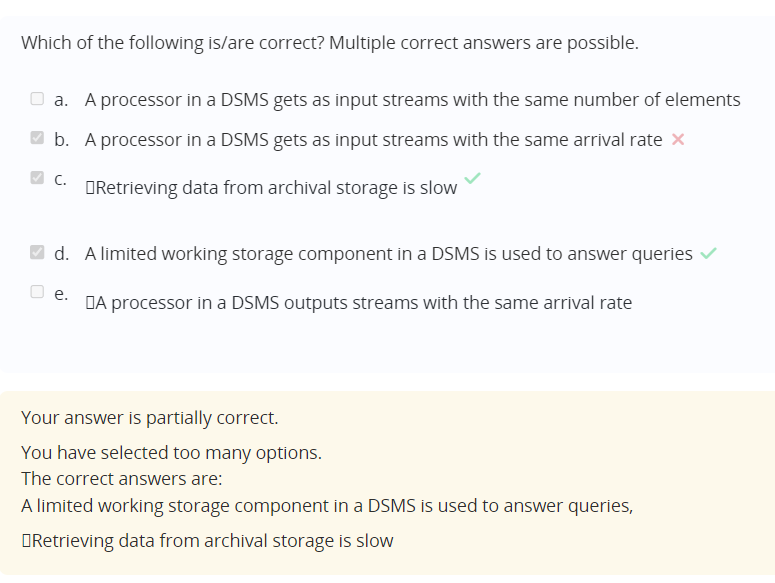 Which of the following is/are correct? Multiple correct answers are possible.
a. A processor in a DSMS gets as input streams with the same number of elements
b. A processor in a DSMS gets as input streams with the same arrival rate
c. Retrieving data from archival storage is slow
d. A limited working storage component in a DSMS is used to answer queries
e. A processor in a DSMS outputs streams with the same arrival rate
Your answer is partially correct.
You have selected too many options.
The correct answers are:
A limited working storage component in a DSMS is used to answer queries,
Retrieving data from archival storage is slow